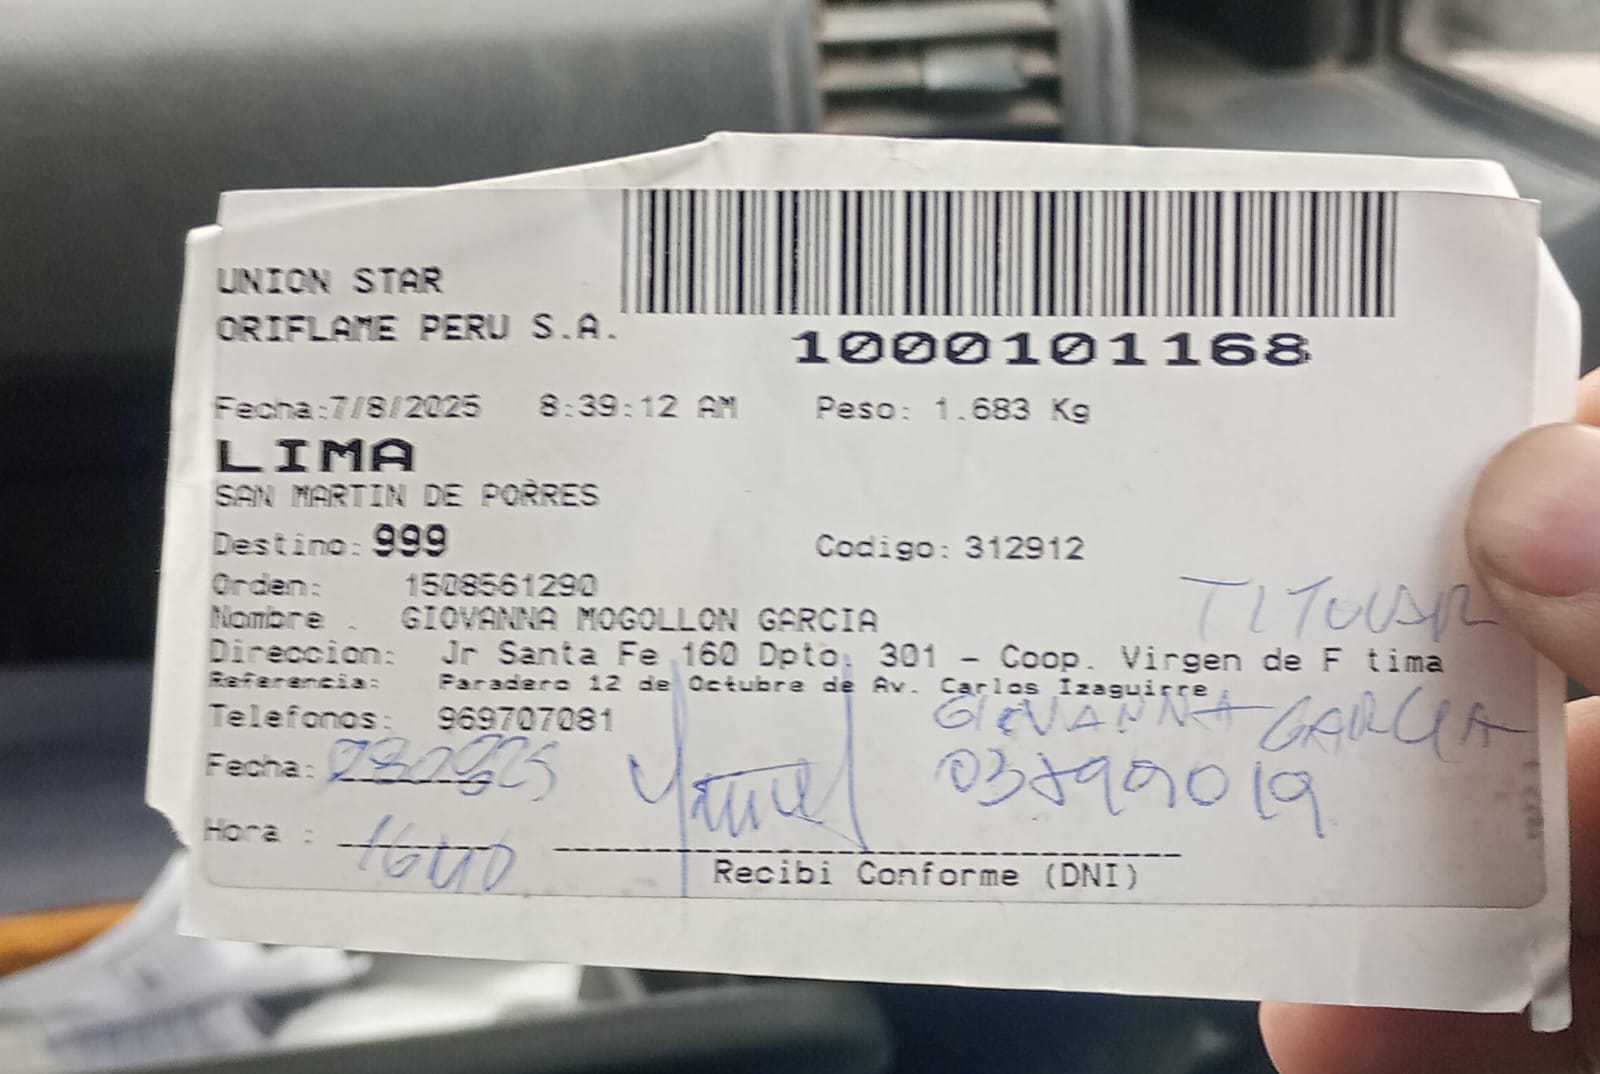 UNION STAR
ORIFLAME PERU S.A.
1000101168
Fecha:7/8/2025 8:39:12 AM Peso: 1.683 Kg
LIMA
SAN MARTIN DE PORRES
Destino: 999 Codigo: 312912
Orden: 1508561290
TITULAR
Nombre : GIOVANNA MOGOLLON GARCIA
Direccion: Jr Santa Fe 160 Dpto. 301 - Coop. Virgen de F tima
Referencia: Paradero 12 de Octubre de Av. Carlos Izaguirre
Telefonos: 969707081
GIOVANNA GARCIA
Fecha:
Hora : 1640
Recibi Conforme (DNI)